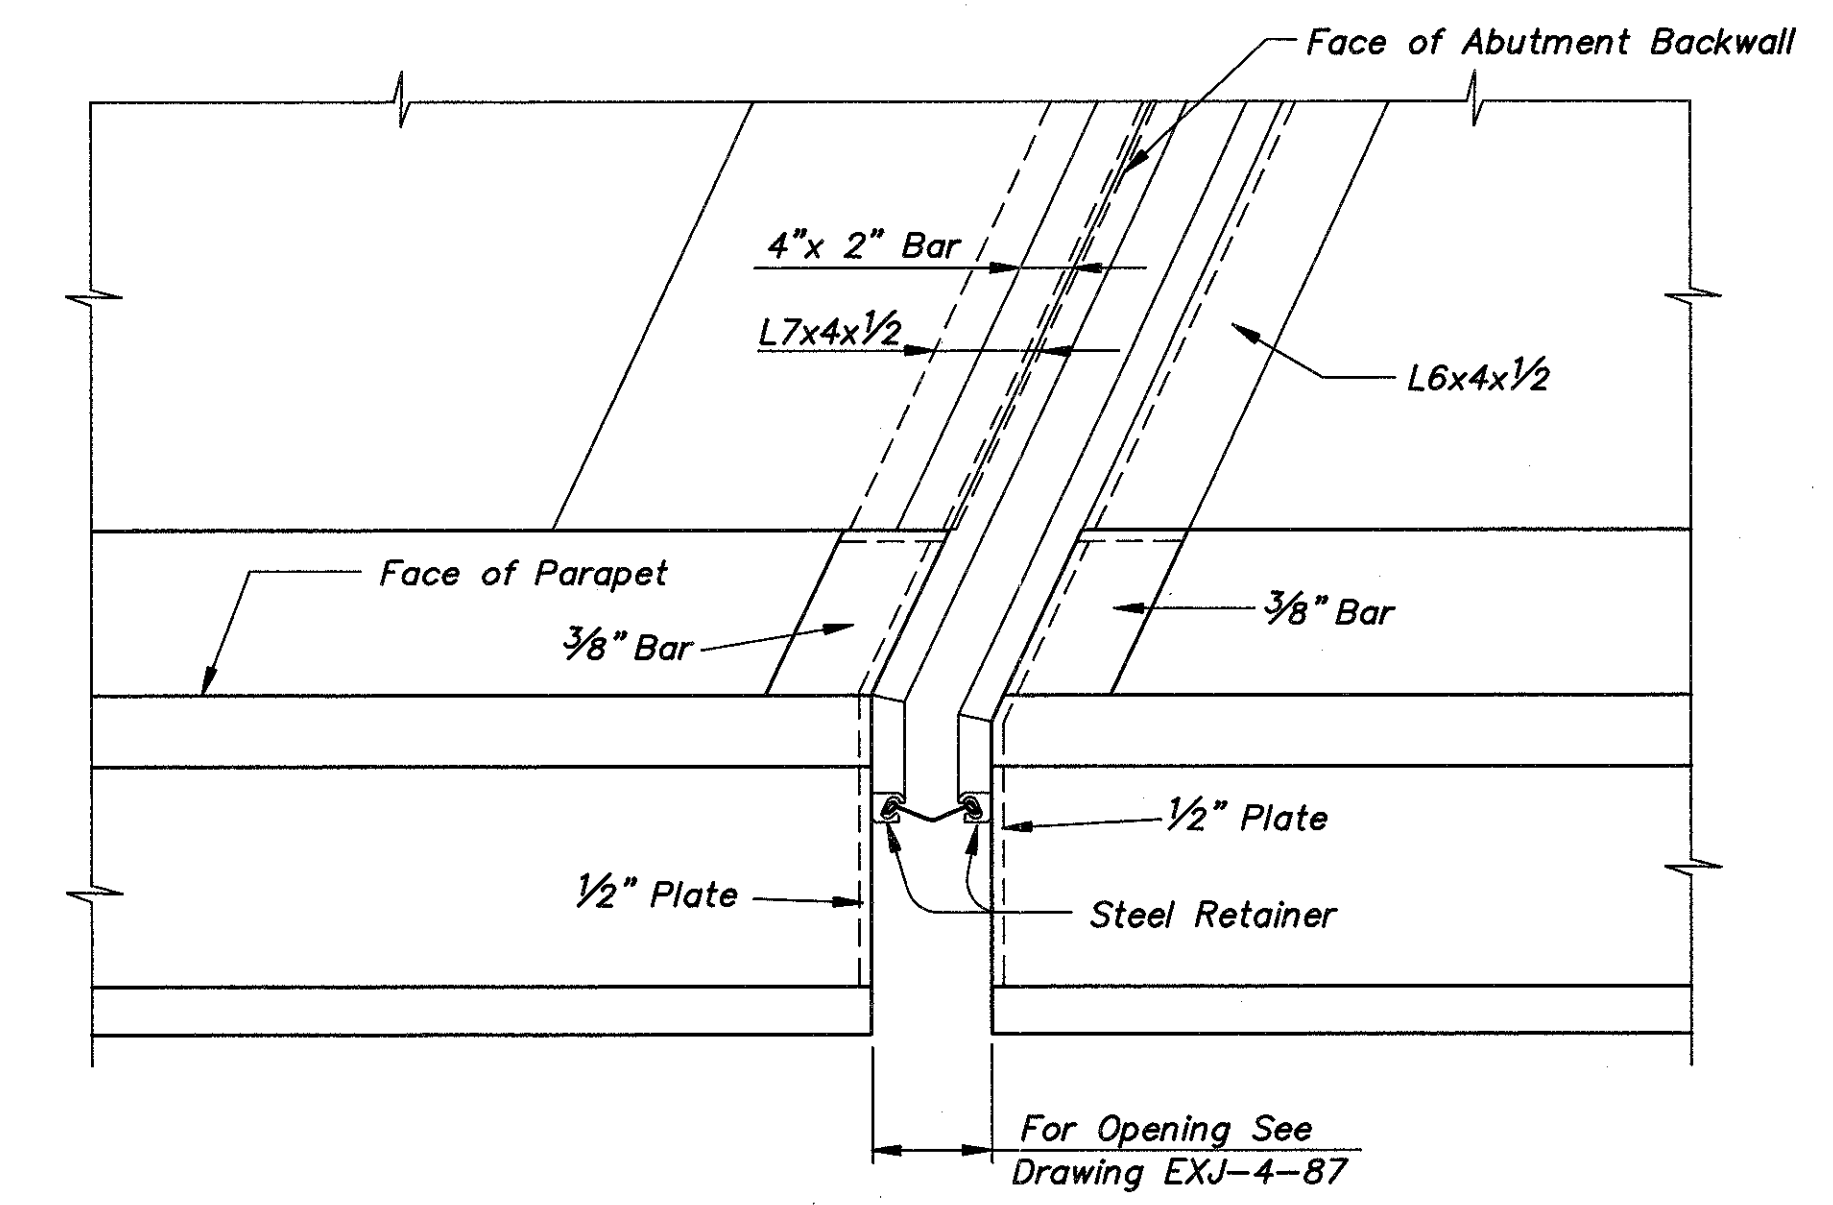 Face of Abutment Backwall
4"x 2" Bar
L7x4x1/2
L6x4x1/2
Face of Parapet
3/8" Bar
3/8" Bar
1/2" Plate
1/2" Plate
Steel Retainer
For Opening See
Drawing EXJ-4-87